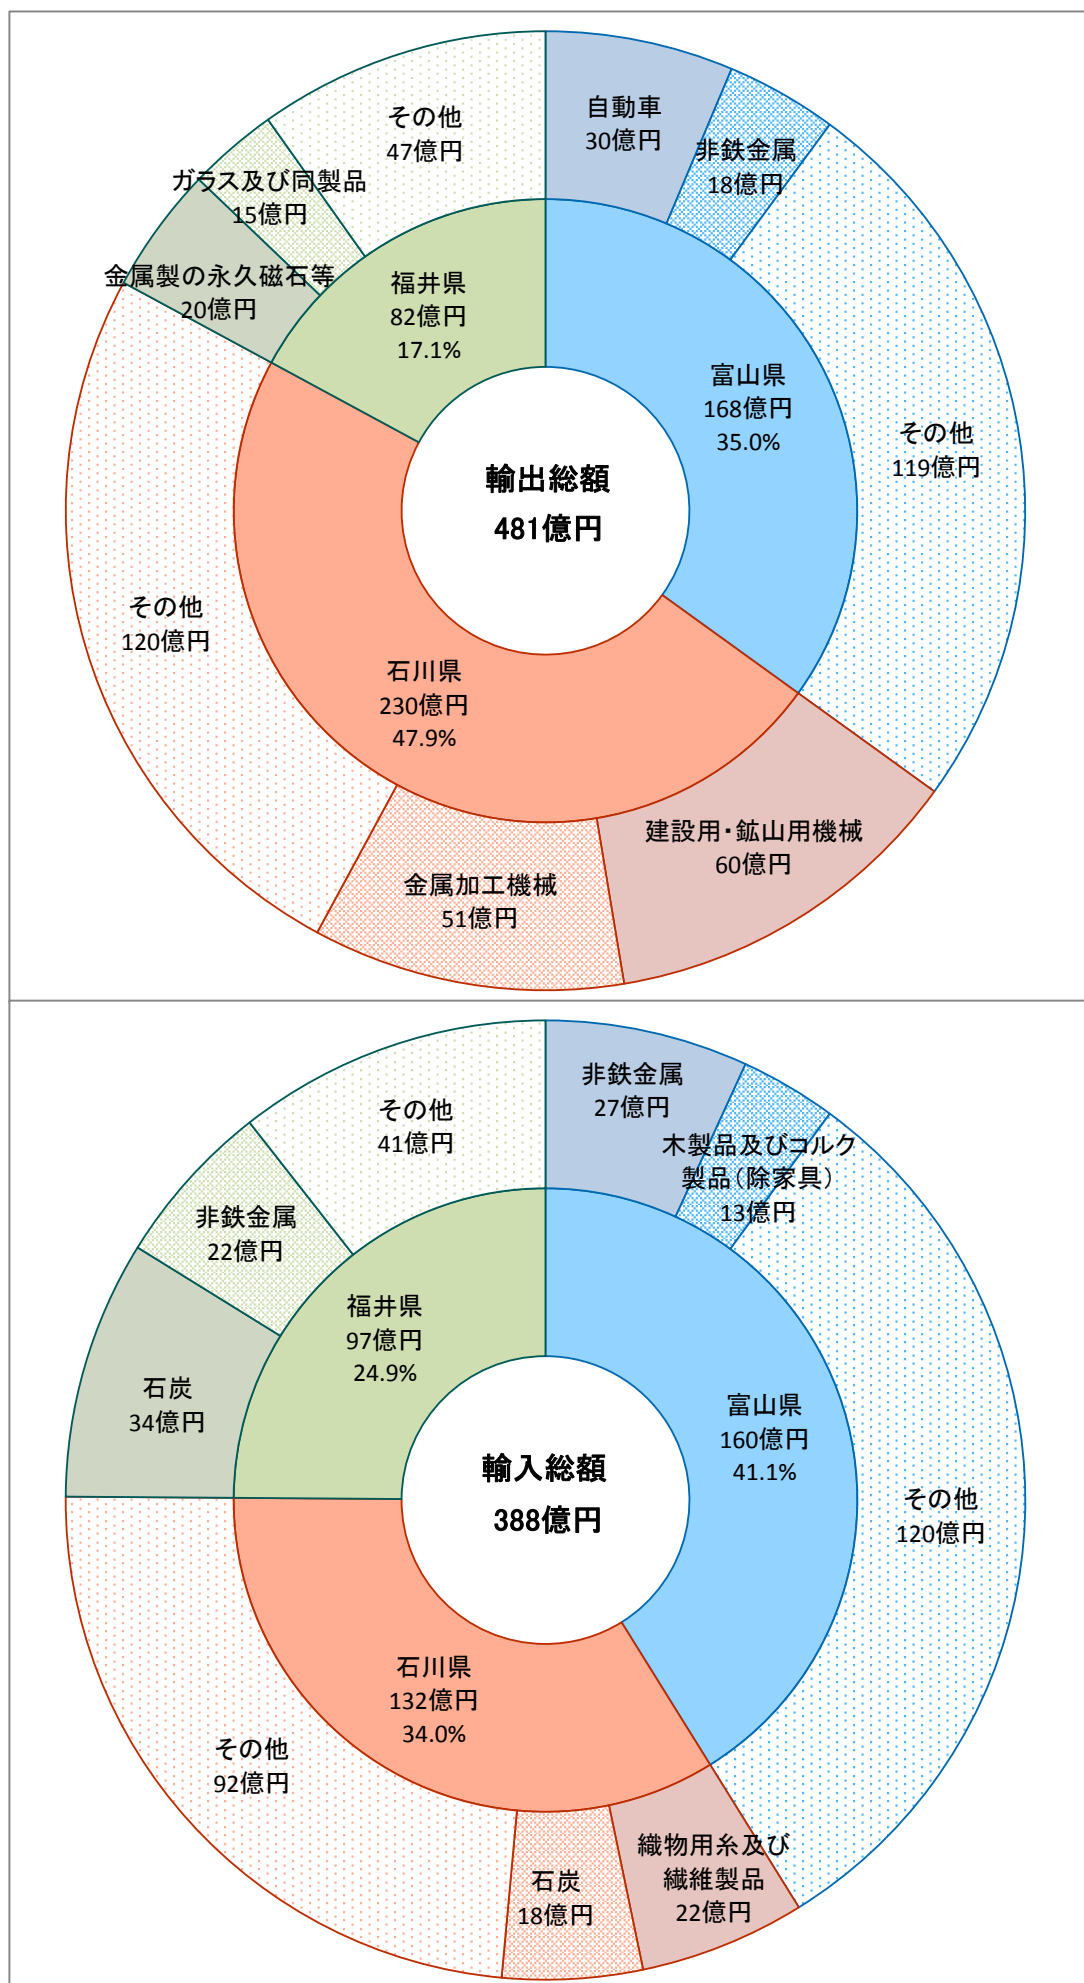 その他
47億円
自動車
30億円
非鉄金属
18億円
ガラス及び同製品
15億円
金属製の永久磁石等
20億円
福井県
82億円
17.1%
富山県
168億円
35.0%
その他
119億円
輸出総額
481億円
その他
120億円
石川県
230億円
47.9%
建設用・鉱山用機械
60億円
金属加工機械
51億円
その他
41億円
非鉄金属
27億円
木製品及びコルク
製品（除家具）
13億円
非鉄金属
22億円
福井県
97億円
24.9%
石炭
34億円
富山県
160億円
41.1%
輸入総額
388億円
その他
120億円
石川県
132億円
34.0%
その他
92億円
織物用糸及び
繊維製品
22億円
石炭
18億円